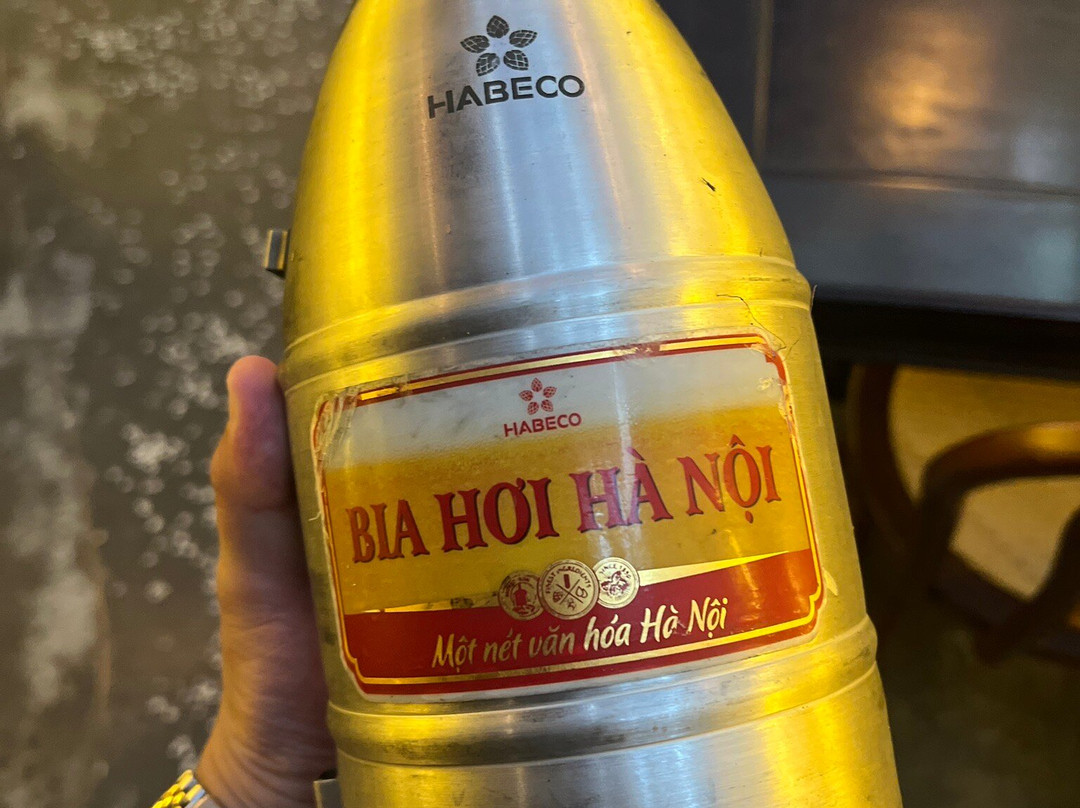 HABECO
HABECO
BIA HƠI HÀ NỘI
Một nét văn hóa Hà Nội